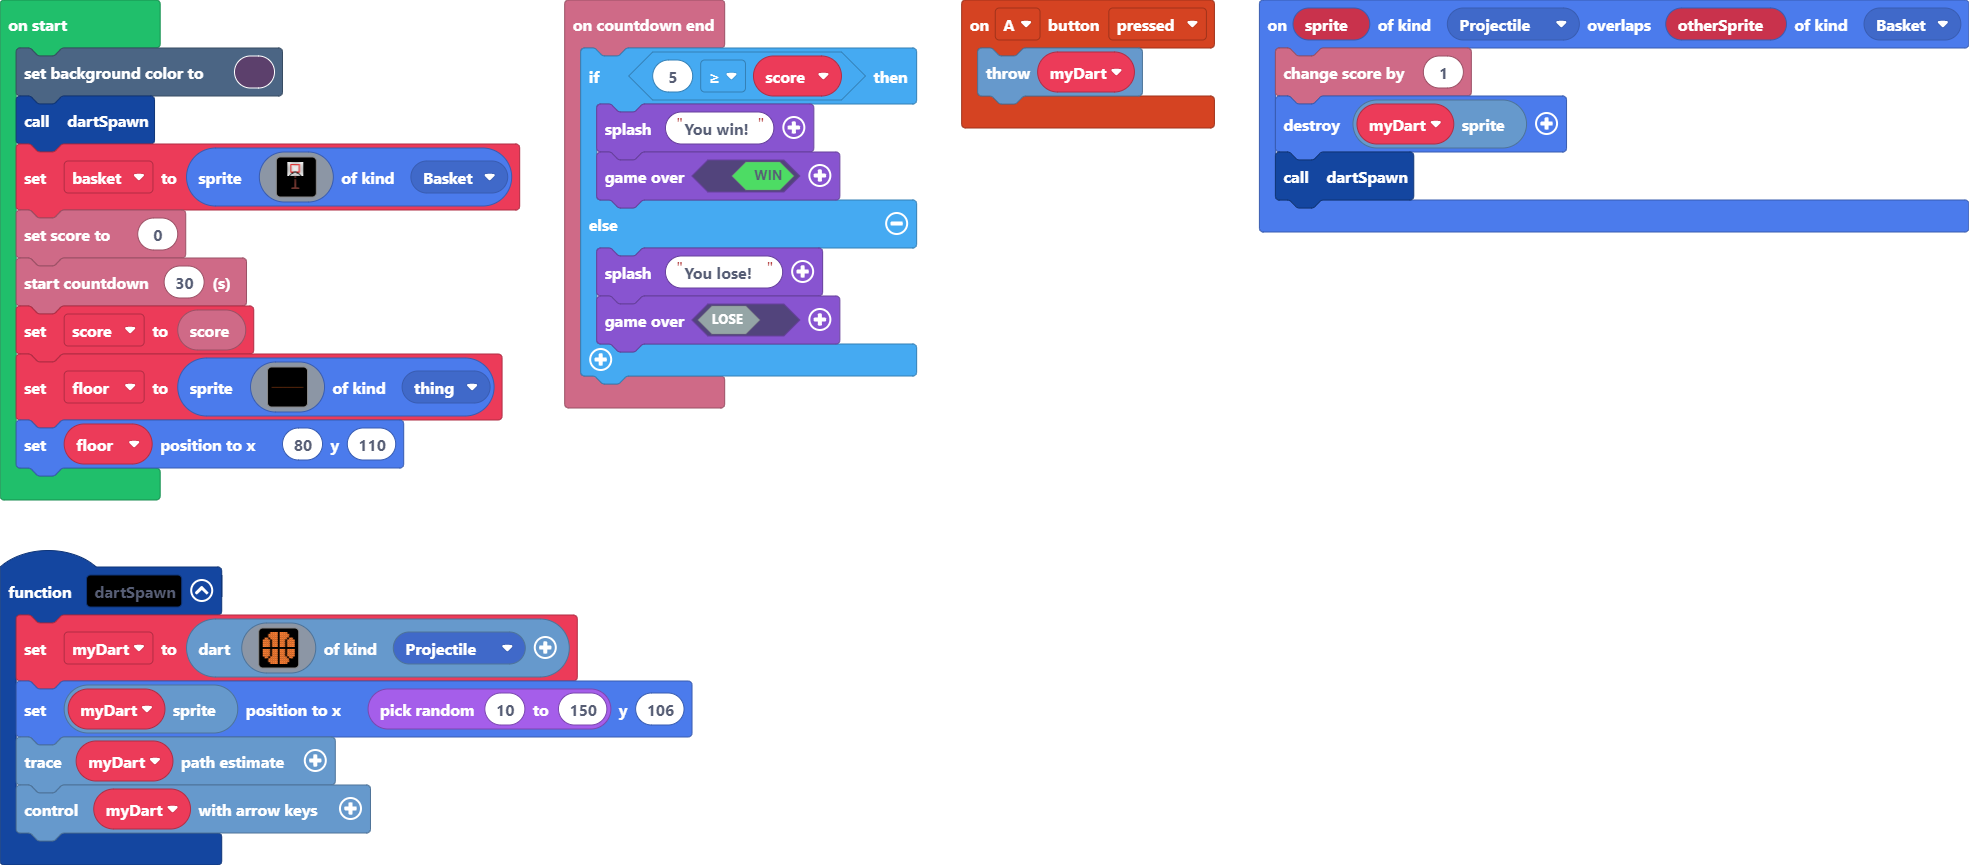 on start
set background color to
call dartSpawn
set basket to sprite of kind Basket
set score to 0
start countdown 30 (s)
set score to score
set floor to sprite of kind thing
set floor position to x 80 y 110
on countdown end
if 5 ≥ score then
splash "You win! "
game over WIN
else
splash "You lose! "
game over LOSE
on A button pressed
throw myDart
on sprite of kind Projectile overlaps otherSprite of kind Basket
change score by 1
destroy myDart sprite
call dartSpawn
function dartSpawn
set myDart to dart of kind Projectile
set myDart sprite position to x pick random 10 to 150 y 106
trace myDart path estimate
control myDart with arrow keys